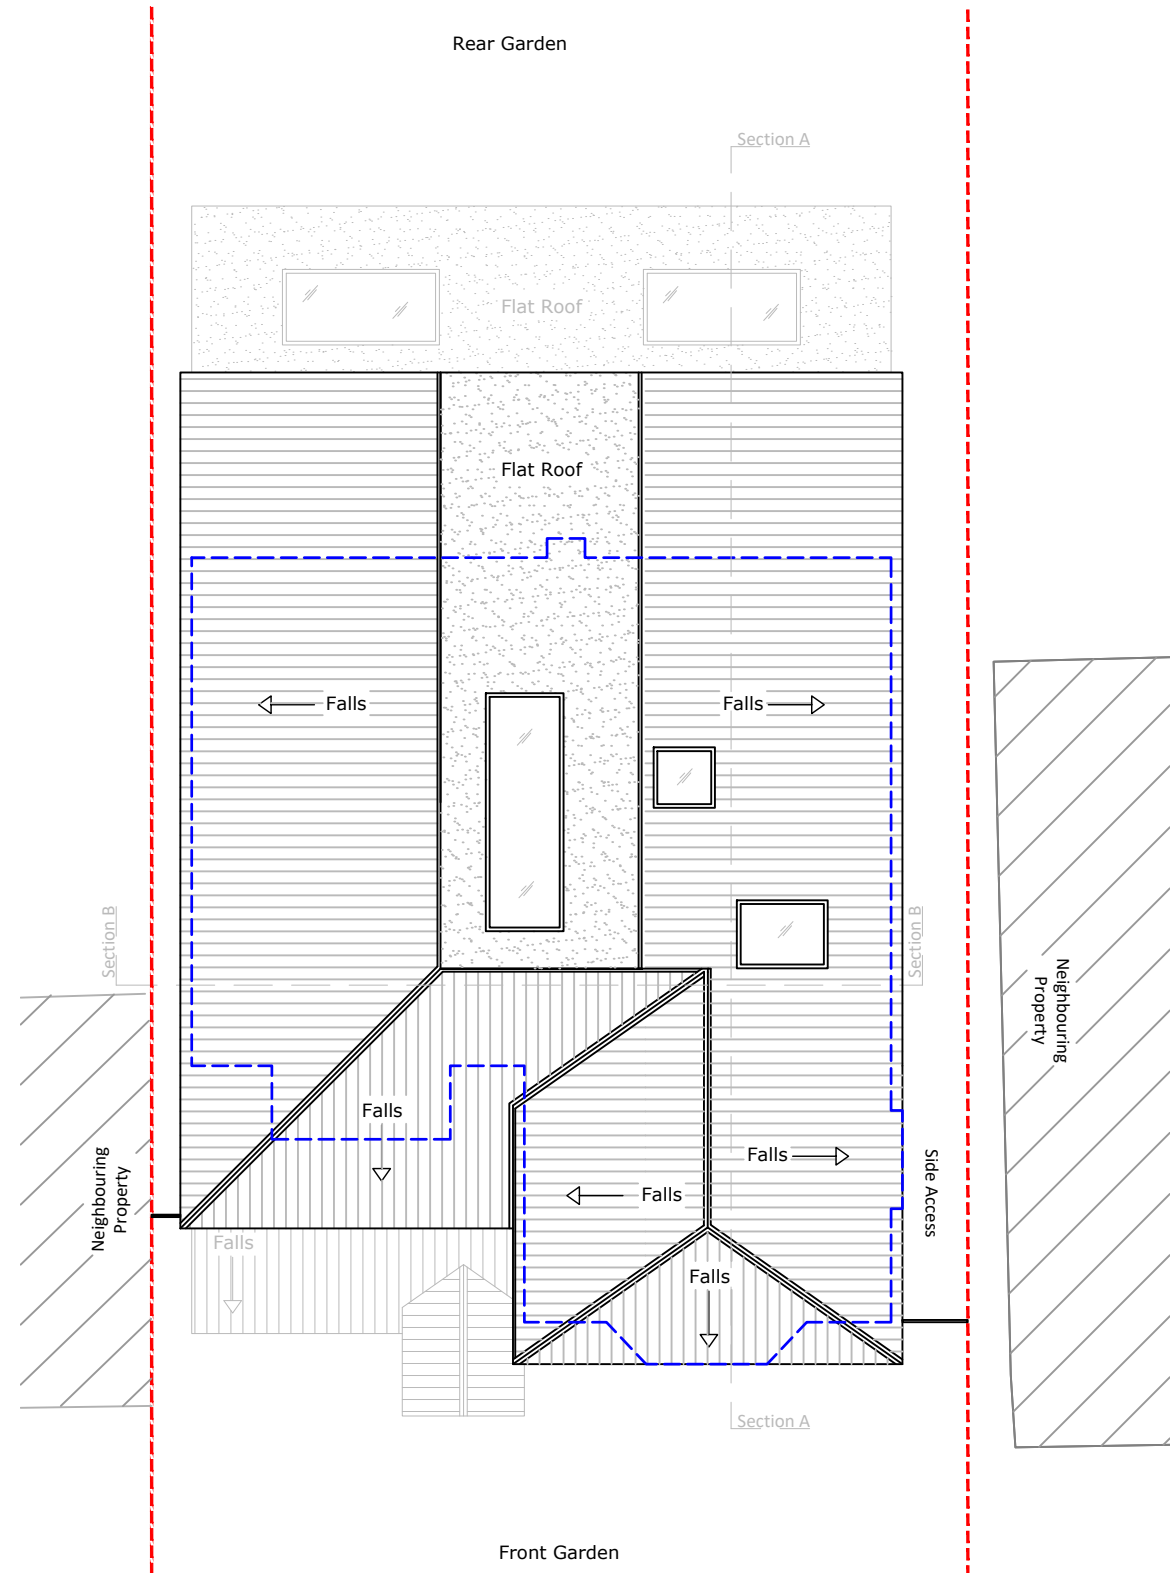 Rear Garden
Section A
Flat Roof
Flat Roof
Falls
Falls
Section B
Section B
Neighbouring
Property
Falls
Falls
Falls
Side Access
Neighbouring
Property
Falls
Falls
Section A
Front Garden